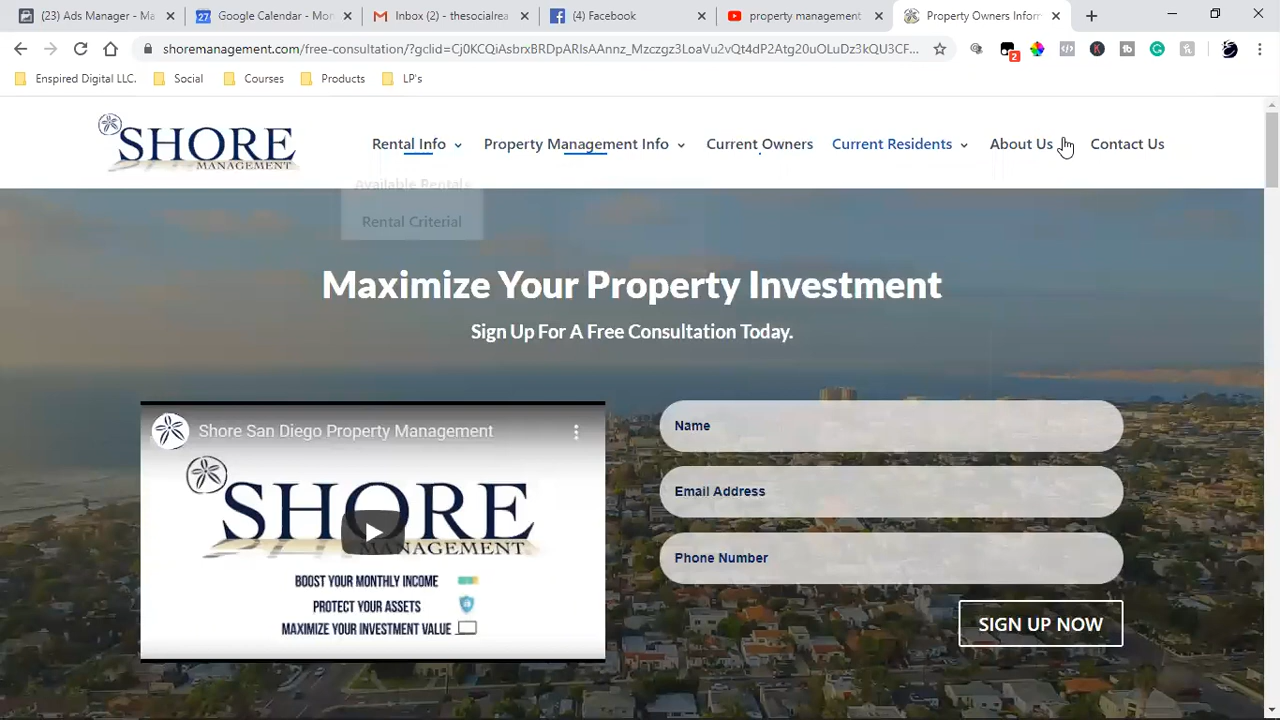 (23) Ads Manager - Ma
Google Calendar - Mon
Inbox (2) - thesocialrea
(4) Facebook
property management
Property Owners Inform
shoremanagement.com/free-consultation/?gclid=Cj0KCQiAsbrxBRDpARIsAAnnz_Mzczgz3LoaVu2vQt4dP2Atg20uOLuDz3kQU3CF...
2
Enspired Digital LLC.
Social
Courses
Products
LP's
SHORE
MANAGEMENT
Rental Info
Property Management Info
Current Owners
Current Residents
About Us
Contact Us
Available Rentals
Rental Criterial
Maximize Your Property Investment
Sign Up For A Free Consultation Today.
Shore San Diego Property Management
SHORE
MANAGEMENT
BOOST YOUR MONTHLY INCOME
PROTECT YOUR ASSETS
MAXIMIZE YOUR INVESTMENT VALUE
Name
Email Address
Phone Number
SIGN UP NOW